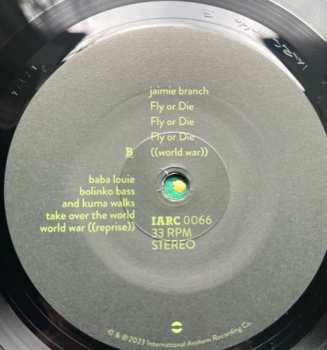 jaimie branch
Fly or Die
Fly or Die
Fly or Die
((world war))
B
baba louie
bolinko bass
and kuma walks
take over the world
world war ((reprise))
IARC 0066
33 RPM
STEREO
© & ℗ 2023 International Anthem Recording Co.